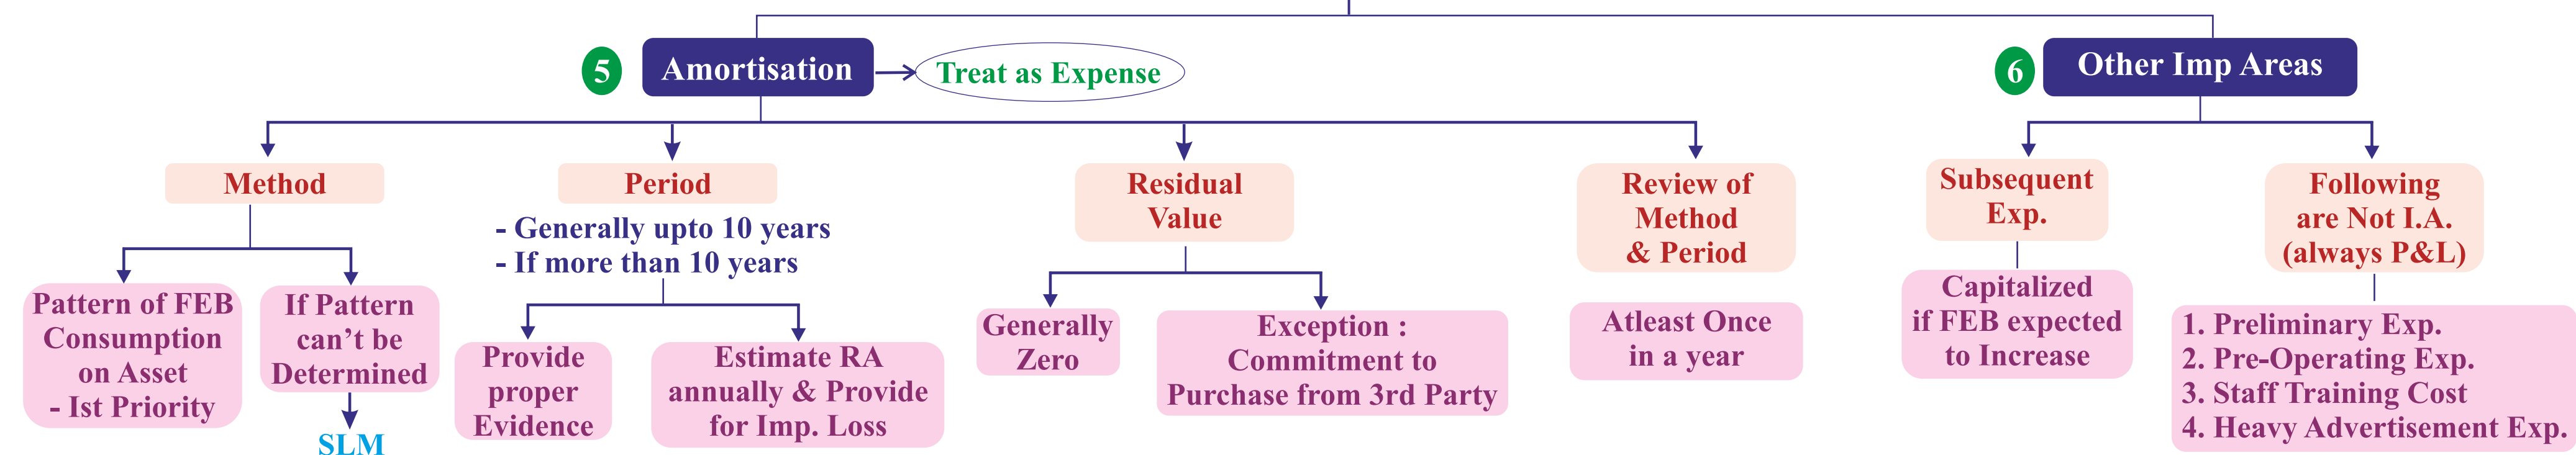 5
Amortisation
Treat as Expense
Method
Pattern of FEB
Consumption
on Asset
- Ist Priority
If Pattern
can’t be
Determined
SLM
Period
- Generally upto 10 years
- If more than 10 years
Provide
proper
Evidence
Estimate RA
annually & Provide
for Imp. Loss
Residual
Value
Generally
Zero
Exception :
Commitment to
Purchase from 3rd Party
Review of
Method
& Period
Atleast Once
in a year
6
Other Imp Areas
Subsequent
Exp.
Capitalized
if FEB expected
to Increase
Following
are Not I.A.
(always P&L)
1. Preliminary Exp.
2. Pre-Operating Exp.
3. Staff Training Cost
4. Heavy Advertisement Exp.